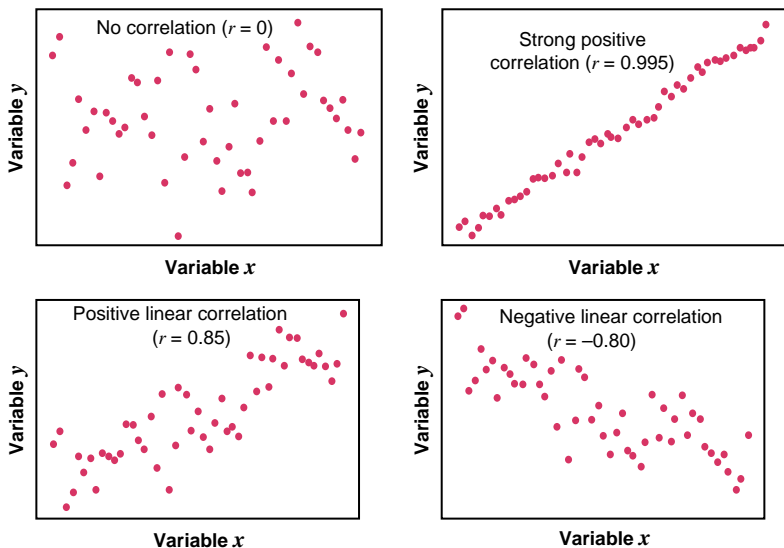 No correlation (r = 0)
Variable y
Variable x
Strong positive
correlation (r = 0.995)
Variable y
Variable x
Positive linear correlation
(r = 0.85)
Variable y
Variable x
Negative linear correlation
(r = –0.80)
Variable y
Variable x